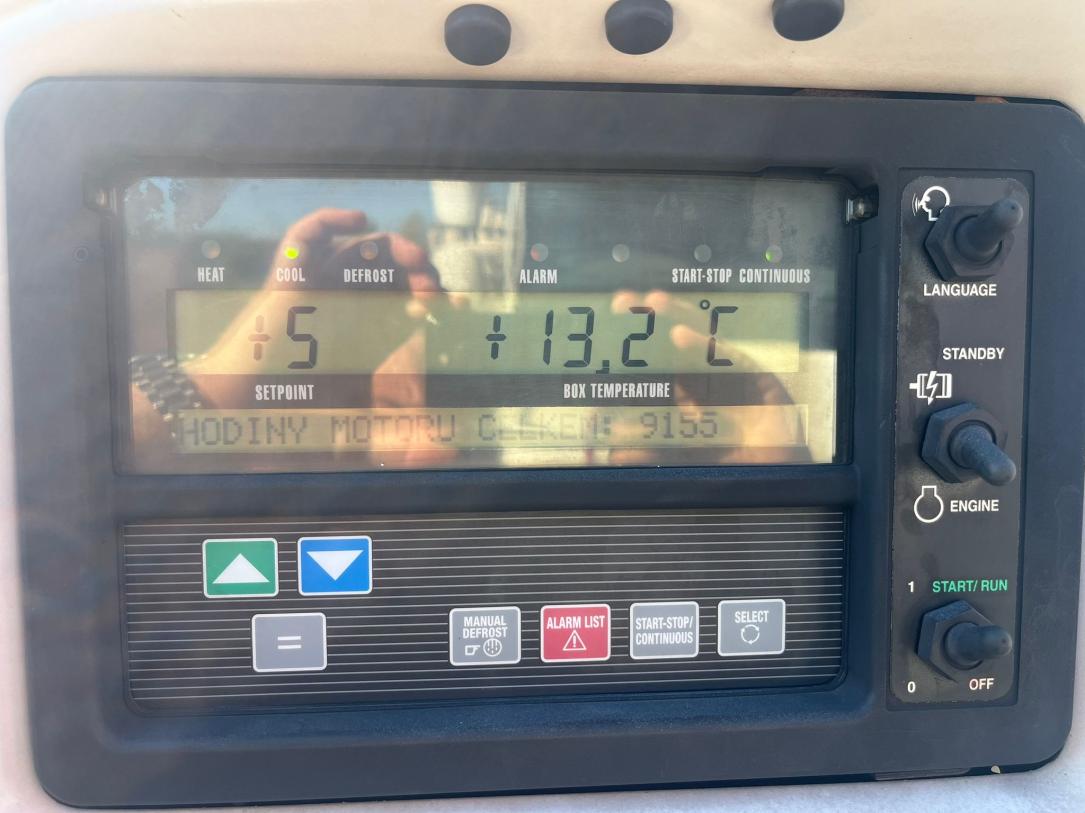 HEAT COOL DEFROST ALARM START-STOP CONTINUOUS
+5 +13,2 °C
SETPOINT BOX TEMPERATURE
HODINY MOTORU CELKEM: 9155
MANUAL
DEFROST
ALARM LIST
START-STOP/
CONTINUOUS
SELECT
LANGUAGE
STANDBY
ENGINE
1 START/ RUN
0 OFF